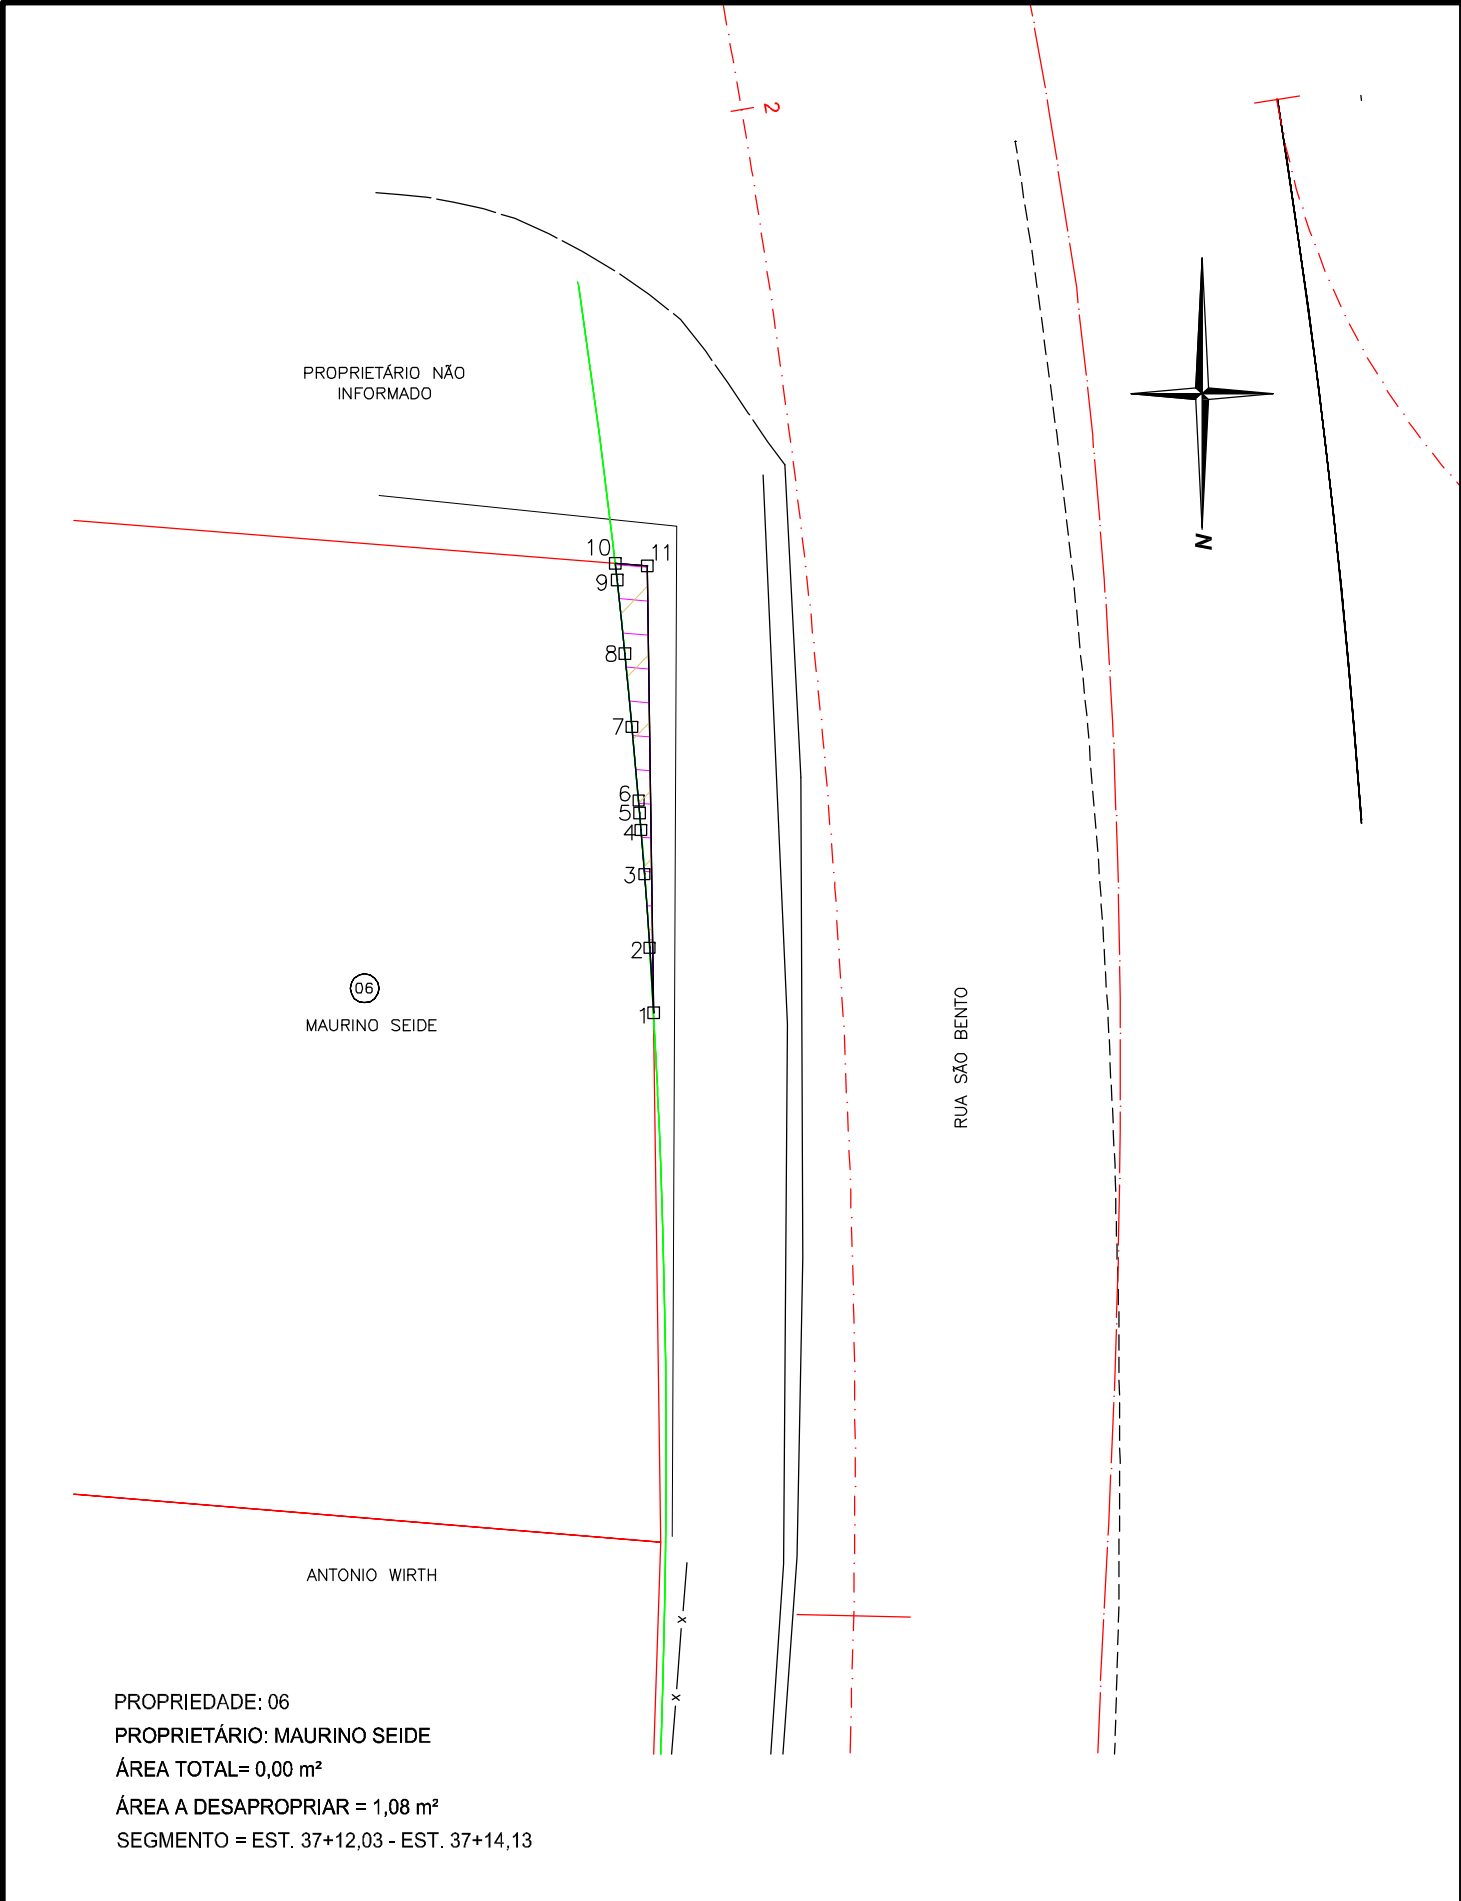 2
PROPRIETÁRIO NÃO
INFORMADO
N
10
11
9
8
7
6
5
4
3
2
1
06
MAURINO SEIDE
RUA SÃO BENTO
ANTONIO WIRTH
x
x
PROPRIEDADE: 06
PROPRIETÁRIO: MAURINO SEIDE
ÁREA TOTAL= 0,00 m²
ÁREA A DESAPROPRIAR = 1,08 m²
SEGMENTO = EST. 37+12,03 - EST. 37+14,13